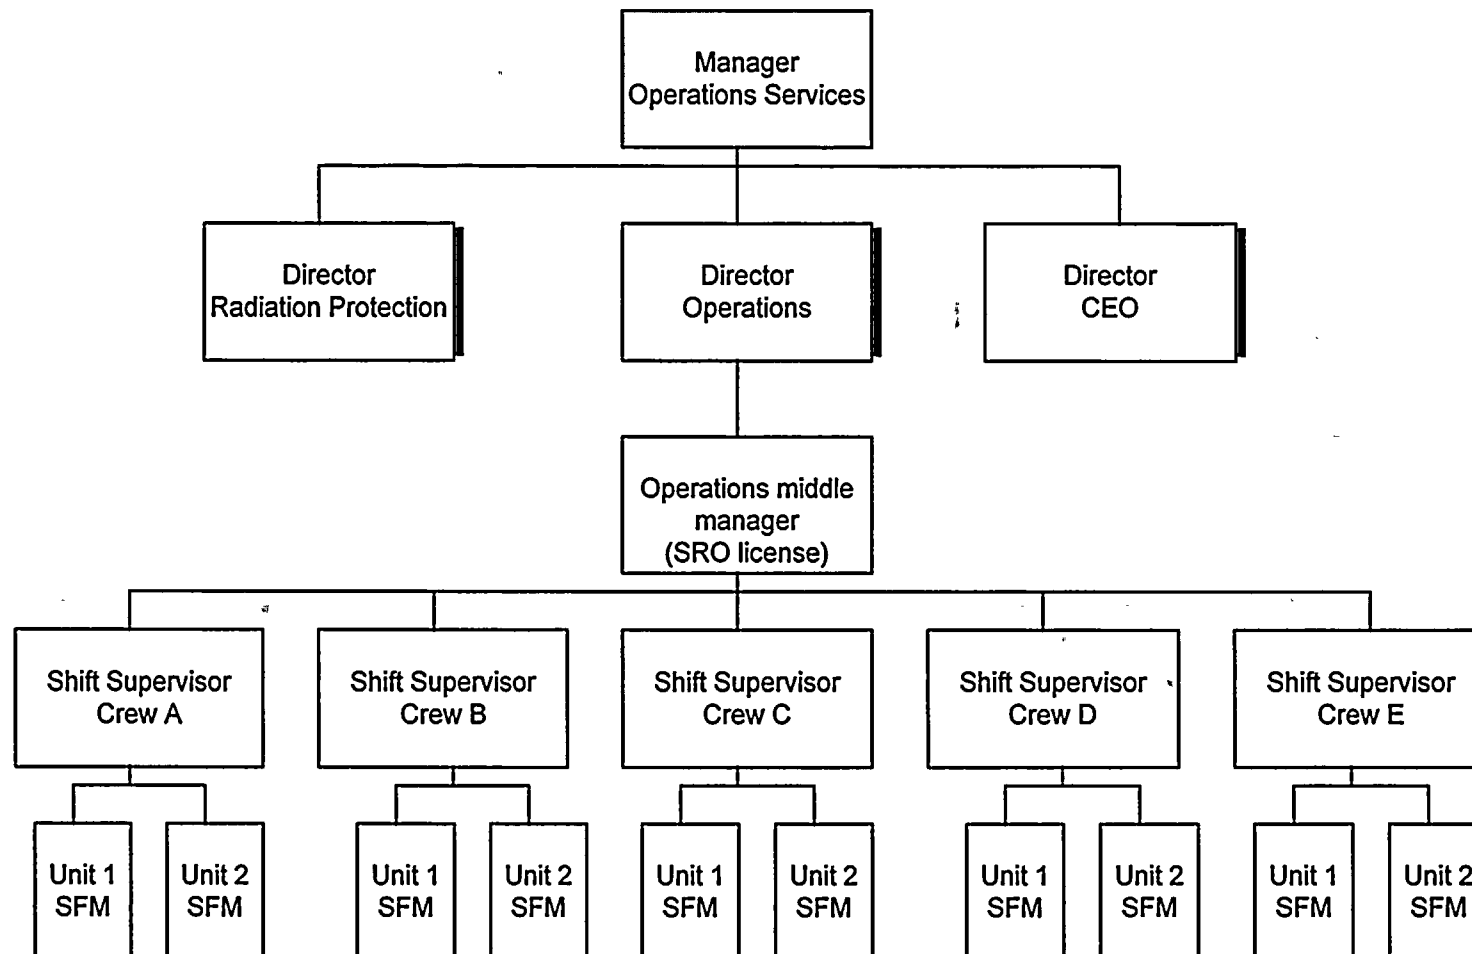 Manager
Operations Services
Director
Radiation Protection
Director
Operations
Director
CEO
Operations middle
manager
(SRO license)
Shift Supervisor
Crew A
Shift Supervisor
Crew B
Shift Supervisor
Crew C
Shift Supervisor
Crew D
Shift Supervisor
Crew E
Unit 1
SFM
Unit 2
SFM
Unit 1
SFM
Unit 2
SFM
Unit 1
SFM
Unit 2
SFM
Unit 1
SFM
Unit 2
SFM
Unit 1
SFM
Unit 2
SFM